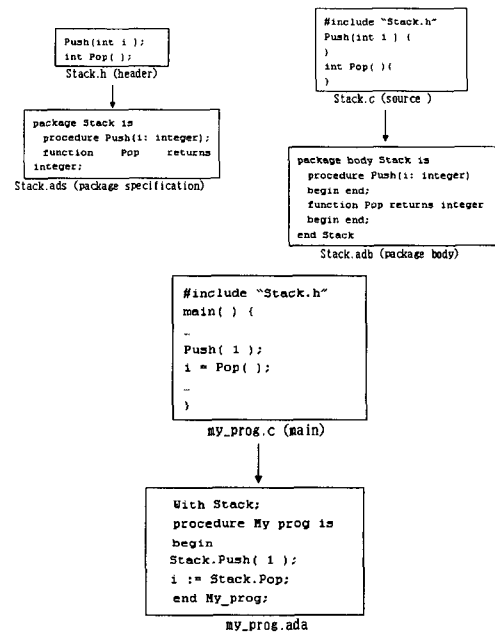 Push(int i );
int Pop( );
Stack.h (header)
package Stack is
procedure Push(i: integer);
function Pop returns
integer;
Stack.ads (package specification)
#include "Stack.h"
Push(int i ) {
}
int Pop( ){
}
Stack.c (source )
package body Stack is
procedure Push(i: integer)
begin end;
function Pop returns integer
begin end;
end Stack
Stack.adb (package body)
#include "Stack.h"
main( ) {
…
Push( 1 );
i = Pop( );
…
}
my_prog.c (main)
With Stack;
procedure My prog is
begin
Stack.Push( 1 );
i := Stack.Pop;
end My_prog;
my_prog.ada